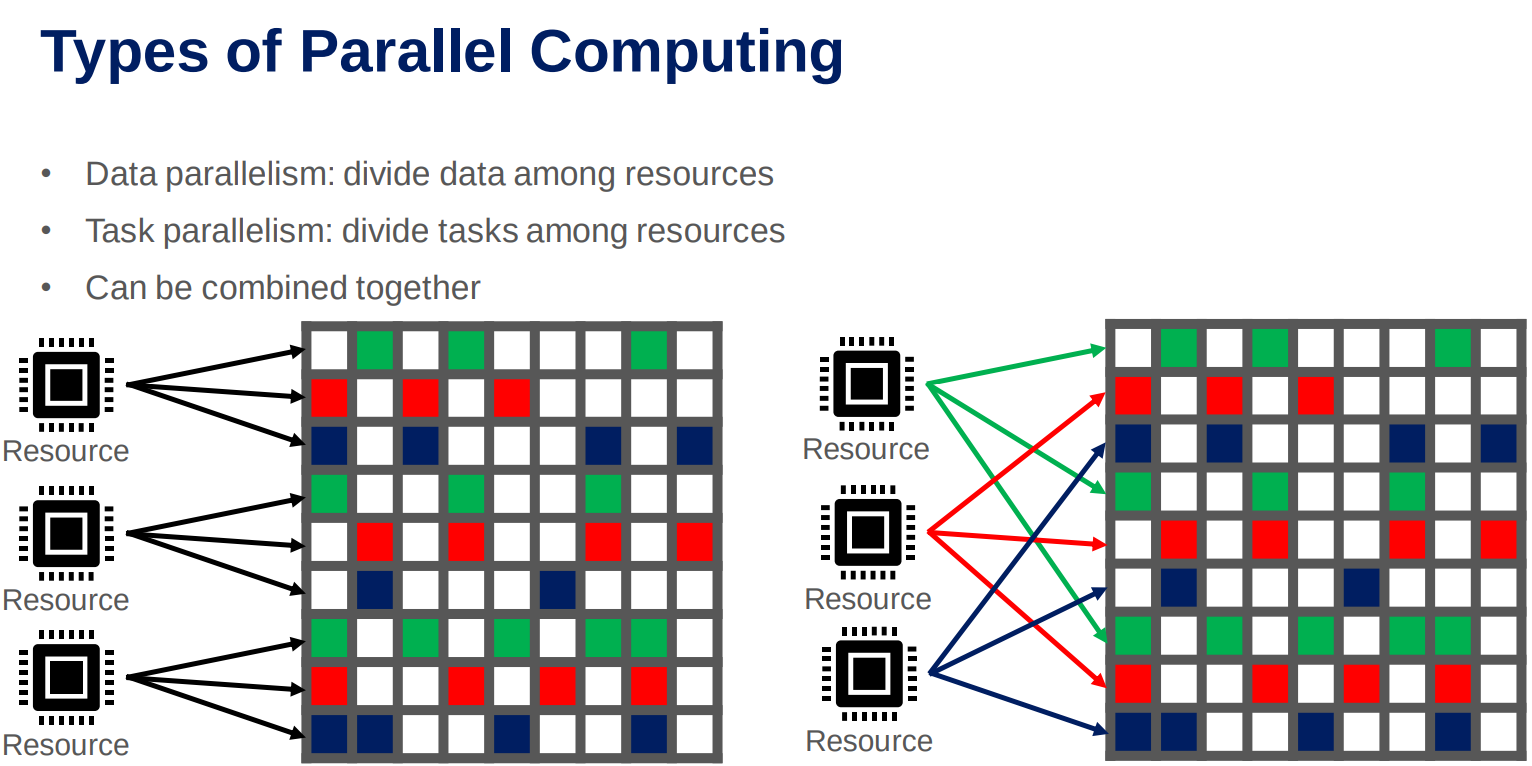 Types of Parallel Computing
• Data parallelism: divide data among resources
• Task parallelism: divide tasks among resources
• Can be combined together
Resource
Resource
Resource
Resource
Resource
Resource